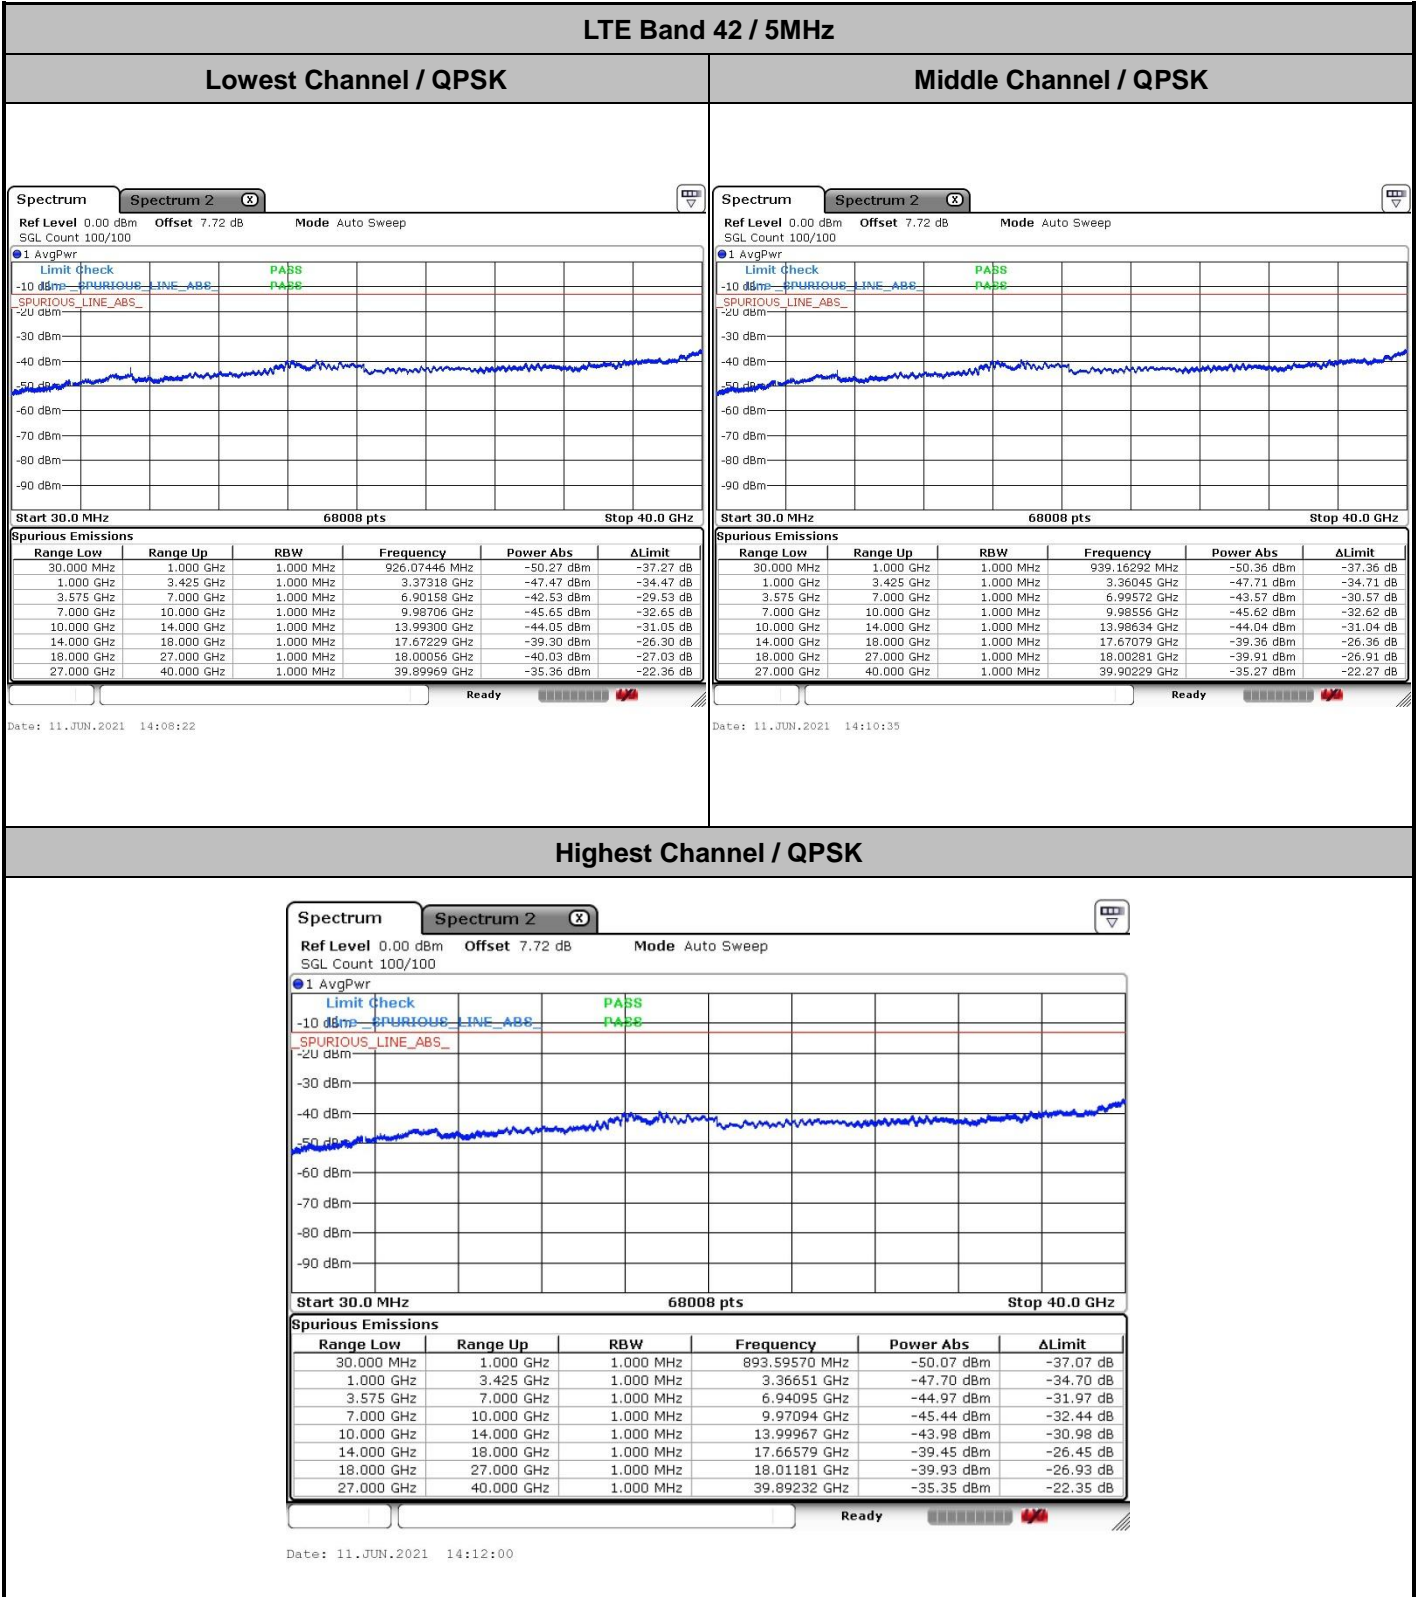 LTE Band 42 / 5MHz
Lowest Channel / QPSK
Middle Channel / QPSK
Spectrum Spectrum 2 X
Ref Level 0.00 dBm Offset 7.72 dB Mode Auto Sweep
SGL Count 100/100
1 AvgPwr
Limit Check PASS
-10 dBm Line _SPURIOUS_LINE_ABS_ PASS
_SPURIOUS_LINE_ABS_
-20 dBm
-30 dBm
-40 dBm
-50 dBm
-60 dBm
-70 dBm
-80 dBm
-90 dBm
Start 30.0 MHz 68008 pts Stop 40.0 GHz
Spurious Emissions
Range Low Range Up RBW Frequency Power Abs ΔLimit
30.000 MHz 1.000 GHz 1.000 MHz 926.07446 MHz -50.27 dBm -37.27 dB
1.000 GHz 3.425 GHz 1.000 MHz 3.37318 GHz -47.47 dBm -34.47 dB
3.575 GHz 7.000 GHz 1.000 MHz 6.90158 GHz -42.53 dBm -29.53 dB
7.000 GHz 10.000 GHz 1.000 MHz 9.98706 GHz -45.65 dBm -32.65 dB
10.000 GHz 14.000 GHz 1.000 MHz 13.99300 GHz -44.05 dBm -31.05 dB
14.000 GHz 18.000 GHz 1.000 MHz 17.67229 GHz -39.30 dBm -26.30 dB
18.000 GHz 27.000 GHz 1.000 MHz 18.00056 GHz -40.03 dBm -27.03 dB
27.000 GHz 40.000 GHz 1.000 MHz 39.89969 GHz -35.36 dBm -22.36 dB
Ready
Date: 11.JUN.2021 14:08:22
Spectrum Spectrum 2 X
Ref Level 0.00 dBm Offset 7.72 dB Mode Auto Sweep
SGL Count 100/100
1 AvgPwr
Limit Check PASS
-10 dBm Line _SPURIOUS_LINE_ABS_ PASS
_SPURIOUS_LINE_ABS_
-20 dBm
-30 dBm
-40 dBm
-50 dBm
-60 dBm
-70 dBm
-80 dBm
-90 dBm
Start 30.0 MHz 68008 pts Stop 40.0 GHz
Spurious Emissions
Range Low Range Up RBW Frequency Power Abs ΔLimit
30.000 MHz 1.000 GHz 1.000 MHz 939.16292 MHz -50.36 dBm -37.36 dB
1.000 GHz 3.425 GHz 1.000 MHz 3.36045 GHz -47.71 dBm -34.71 dB
3.575 GHz 7.000 GHz 1.000 MHz 6.99572 GHz -43.57 dBm -30.57 dB
7.000 GHz 10.000 GHz 1.000 MHz 9.98556 GHz -45.62 dBm -32.62 dB
10.000 GHz 14.000 GHz 1.000 MHz 13.98634 GHz -44.04 dBm -31.04 dB
14.000 GHz 18.000 GHz 1.000 MHz 17.67079 GHz -39.36 dBm -26.36 dB
18.000 GHz 27.000 GHz 1.000 MHz 18.00281 GHz -39.91 dBm -26.91 dB
27.000 GHz 40.000 GHz 1.000 MHz 39.90229 GHz -35.27 dBm -22.27 dB
Ready
Date: 11.JUN.2021 14:10:35
Highest Channel / QPSK
Spectrum Spectrum 2 X
Ref Level 0.00 dBm Offset 7.72 dB Mode Auto Sweep
SGL Count 100/100
1 AvgPwr
Limit Check PASS
-10 dBm Line _SPURIOUS_LINE_ABS_ PASS
_SPURIOUS_LINE_ABS_
-20 dBm
-30 dBm
-40 dBm
-50 dBm
-60 dBm
-70 dBm
-80 dBm
-90 dBm
Start 30.0 MHz 68008 pts Stop 40.0 GHz
Spurious Emissions
Range Low Range Up RBW Frequency Power Abs ΔLimit
30.000 MHz 1.000 GHz 1.000 MHz 893.59570 MHz -50.07 dBm -37.07 dB
1.000 GHz 3.425 GHz 1.000 MHz 3.36651 GHz -47.70 dBm -34.70 dB
3.575 GHz 7.000 GHz 1.000 MHz 6.94095 GHz -44.97 dBm -31.97 dB
7.000 GHz 10.000 GHz 1.000 MHz 9.97094 GHz -45.44 dBm -32.44 dB
10.000 GHz 14.000 GHz 1.000 MHz 13.99967 GHz -43.98 dBm -30.98 dB
14.000 GHz 18.000 GHz 1.000 MHz 17.66579 GHz -39.45 dBm -26.45 dB
18.000 GHz 27.000 GHz 1.000 MHz 18.01181 GHz -39.93 dBm -26.93 dB
27.000 GHz 40.000 GHz 1.000 MHz 39.89232 GHz -35.35 dBm -22.35 dB
Ready
Date: 11.JUN.2021 14:12:00